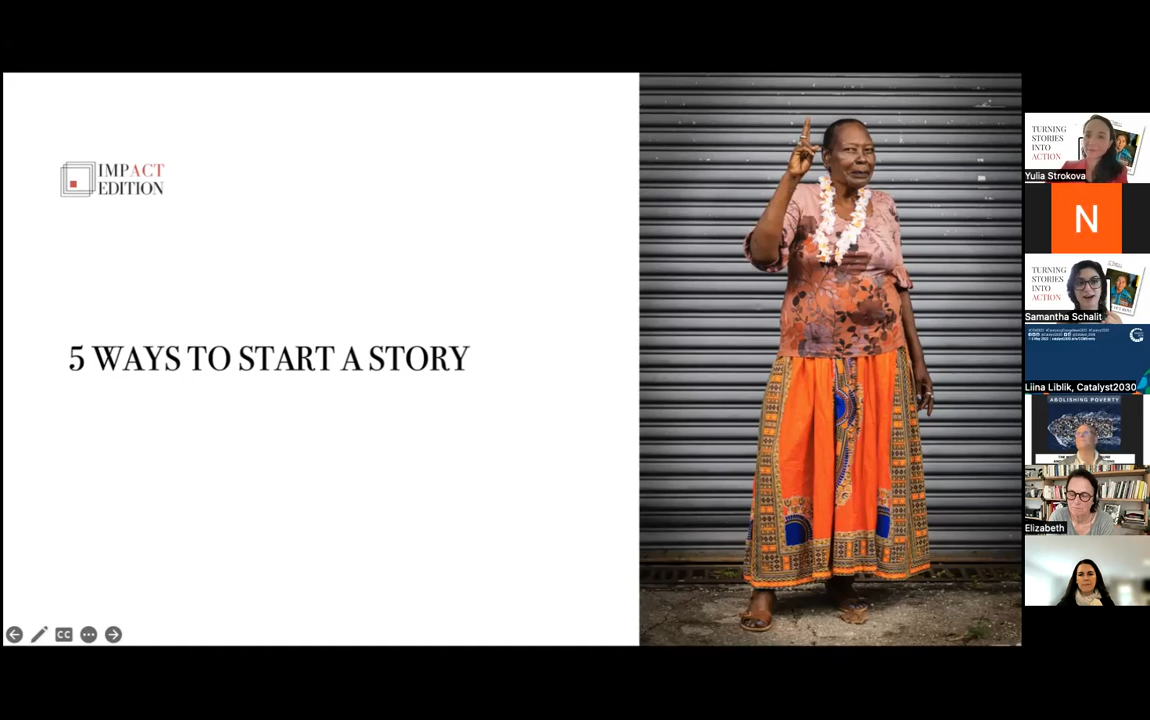 IMPACT
EDITION
5 WAYS TO START A STORY
CC
TURNING
STORIES
INTO
ACTION
Yulia Strokova
N
TURNING
STORIES
INTO
ACTION
Samantha Schalit
Liina Liblik, Catalyst2030
ABOLISHING POVERTY
Elizabeth